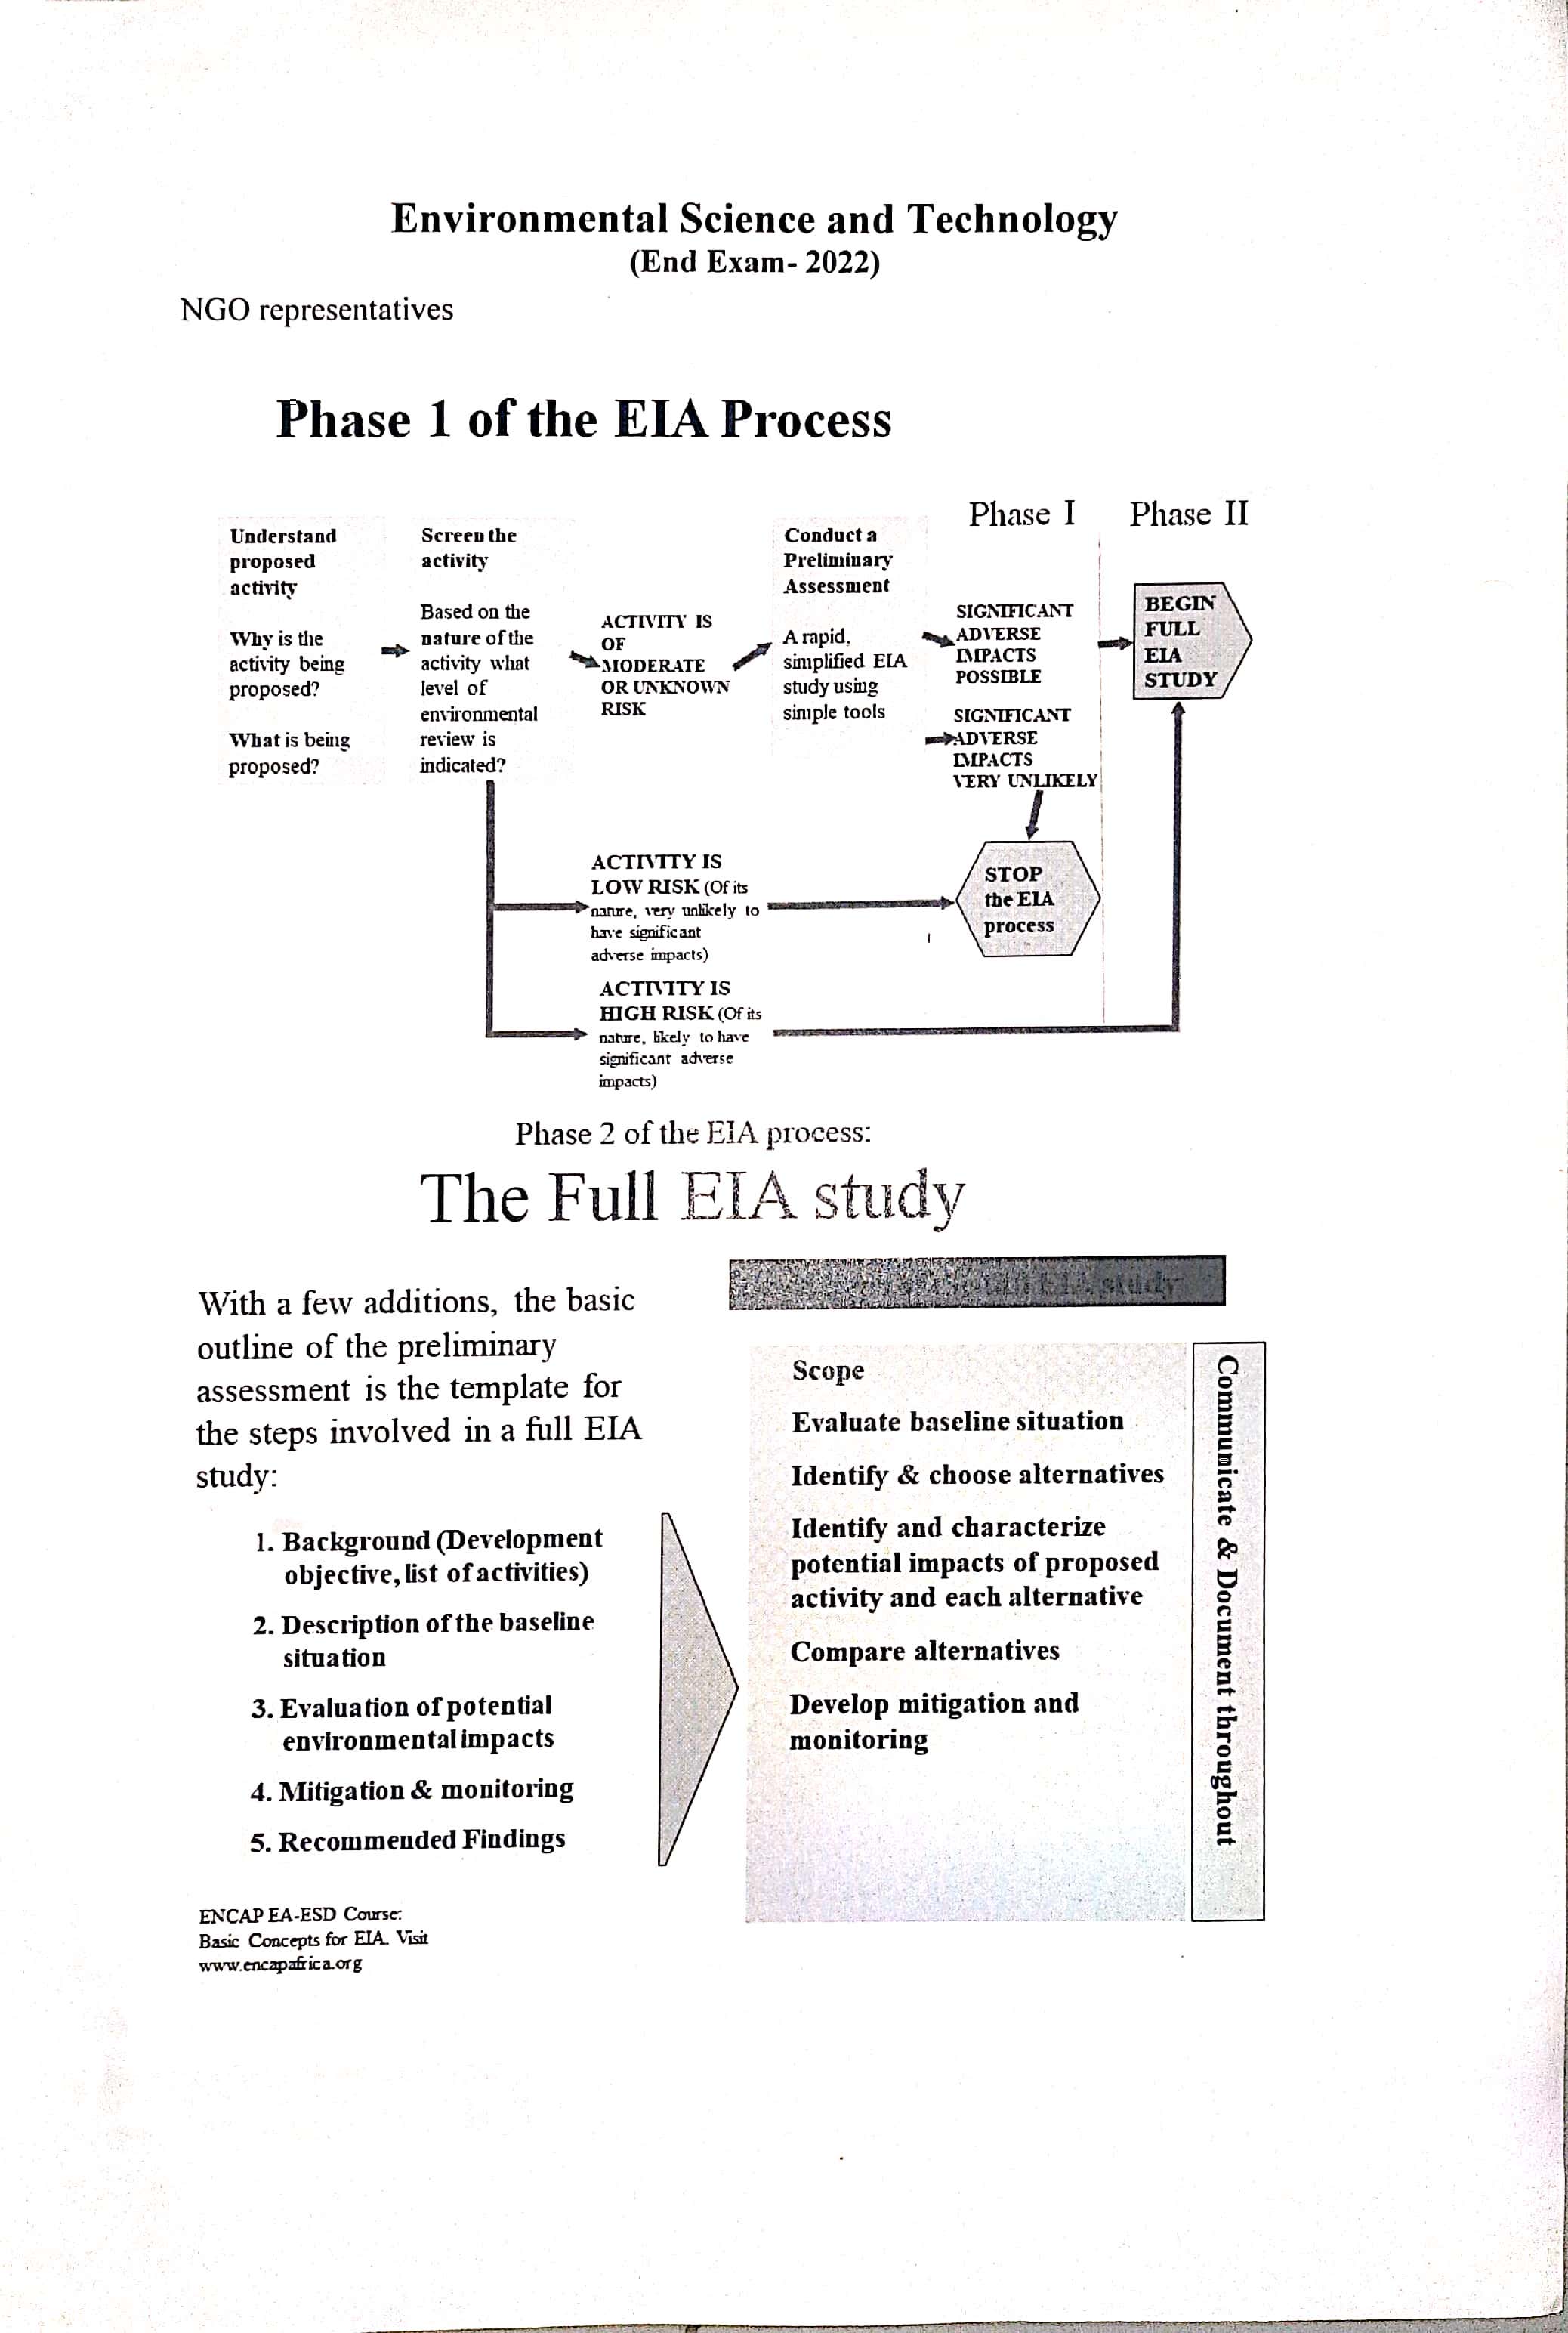 Environmental Science and Technology
(End Exam- 2022)
NGO representatives
Phase 1 of the EIA Process
Phase I
Phase II
Understand
proposed
activity
Why is the
activity being
proposed?
What is being
proposed?
Screen the
activity
Based on the
nature of the
activity what
level of
environmental
review is
indicated?
ACTIVITY IS
OF
MODERATE
OR UNKNOWN
RISK
Conduct a
Preliminary
Assessment
A rapid,
simplified EIA
study using
simple tools
SIGNIFICANT
ADVERSE
IMPACTS
POSSIBLE
SIGNIFICANT
ADVERSE
IMPACTS
VERY UNLIKELY
BEGIN
FULL
EIA
STUDY
ACTIVITY IS
LOW RISK (Of its
nature, very unlikely to
have significant
adverse impacts)
STOP
the EIA
process
ACTIVITY IS
HIGH RISK (Of its
nature, likely to have
significant adverse
impacts)
Phase 2 of the EIA process:
The Full EIA study
With a few additions, the basic
outline of the preliminary
assessment is the template for
the steps involved in a full EIA
study:
1. Background (Development
objective, list of activities)
2. Description of the baseline
situation
3. Evaluation of potential
environmental impacts
4. Mitigation & monitoring
5. Recommended Findings
EIA study
Scope
Evaluate baseline situation
Identify & choose alternatives
Identify and characterize
potential impacts of proposed
activity and each alternative
Compare alternatives
Develop mitigation and
monitoring
Communicate & Document throughout
ENCAP EA-ESD Course:
Basic Concepts for EIA. Visit
www.encapafrica.org